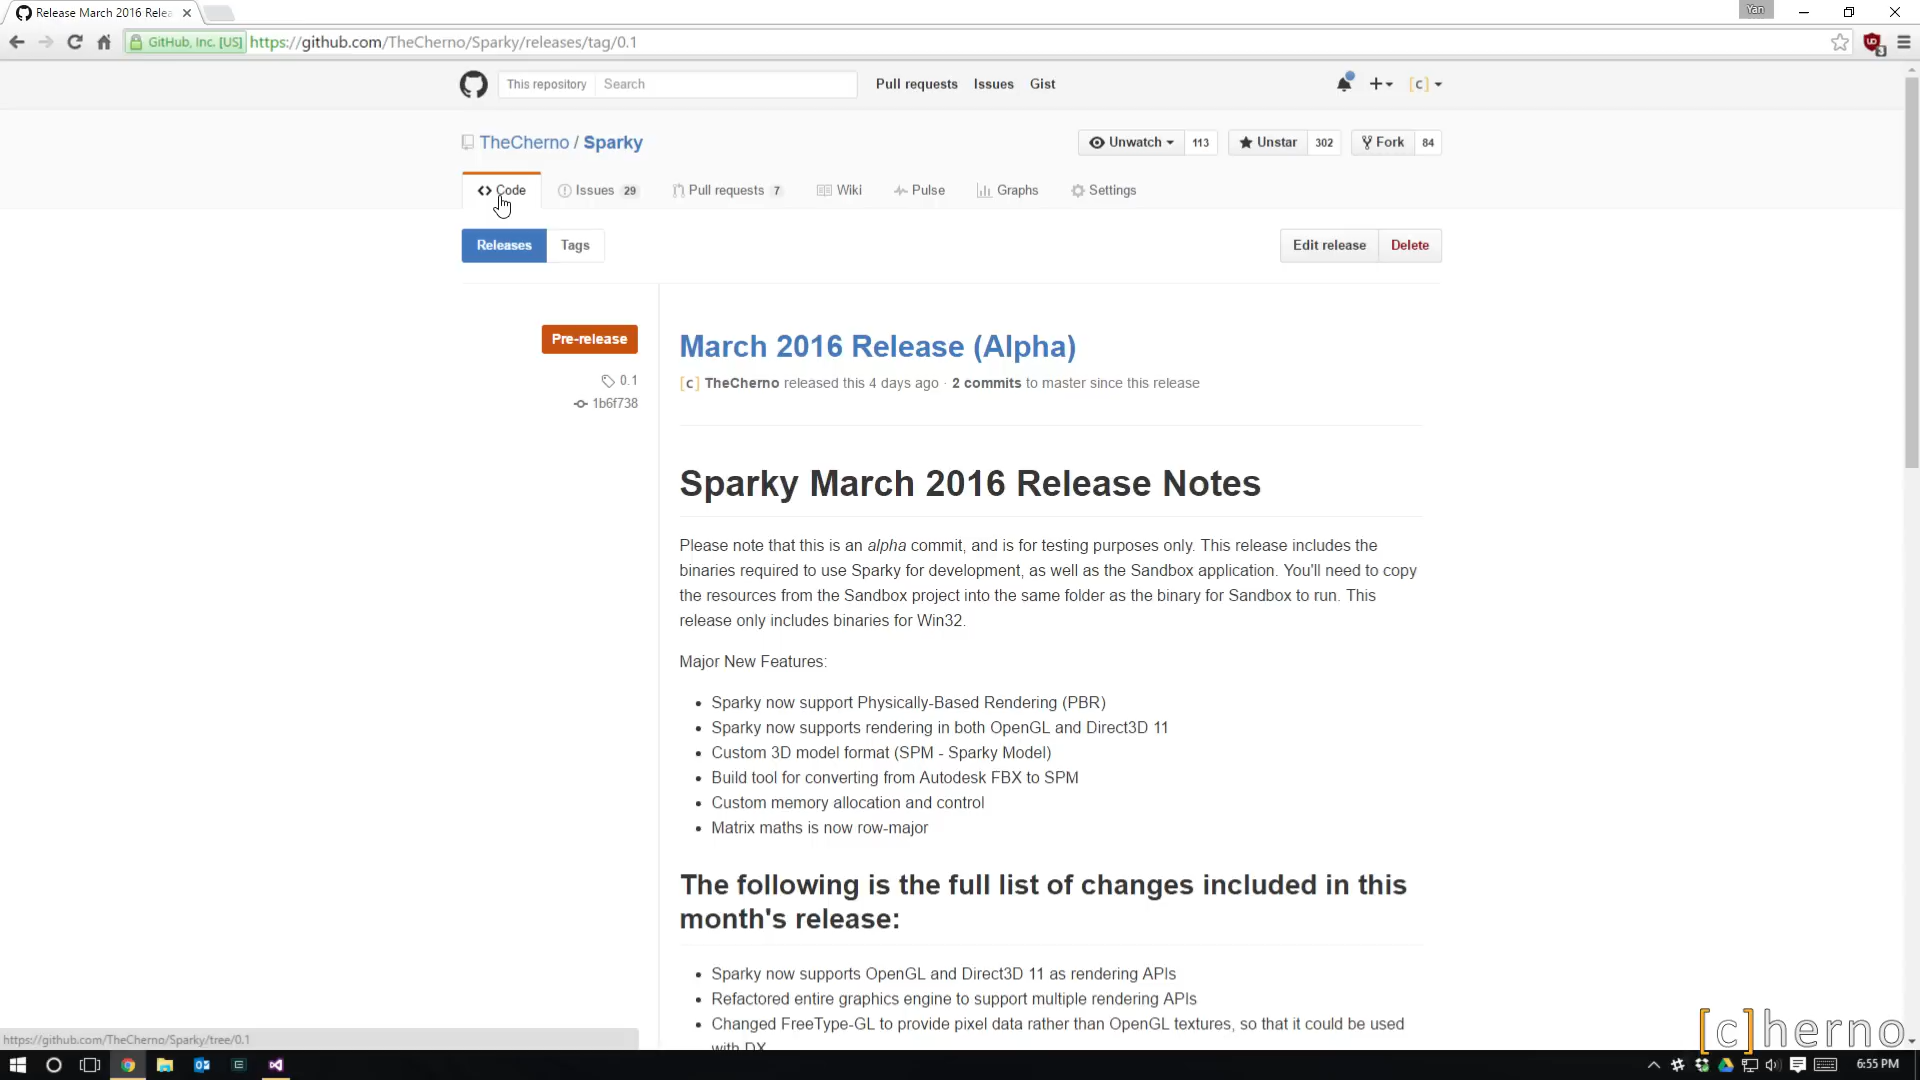 Release March 2016 Relea
Yan
GitHub, Inc. [US] https://github.com/TheCherno/Sparky/releases/tag/0.1
3
This repository Search Pull requests Issues Gist [c]
TheCherno / Sparky Unwatch 113 Unstar 302 Fork 84
Code Issues 29 Pull requests 7 Wiki Pulse Graphs Settings
Releases Tags Edit release Delete
Pre-release
0.1
1b6f738
March 2016 Release (Alpha)
[c] TheCherno released this 4 days ago · 2 commits to master since this release
Sparky March 2016 Release Notes
Please note that this is an alpha commit, and is for testing purposes only. This release includes the
binaries required to use Sparky for development, as well as the Sandbox application. You'll need to copy
the resources from the Sandbox project into the same folder as the binary for Sandbox to run. This
release only includes binaries for Win32.
Major New Features:
• Sparky now support Physically-Based Rendering (PBR)
• Sparky now supports rendering in both OpenGL and Direct3D 11
• Custom 3D model format (SPM - Sparky Model)
• Build tool for converting from Autodesk FBX to SPM
• Custom memory allocation and control
• Matrix maths is now row-major
The following is the full list of changes included in this
month's release:
• Sparky now supports OpenGL and Direct3D 11 as rendering APIs
• Refactored entire graphics engine to support multiple rendering APIs
• Changed FreeType-GL to provide pixel data rather than OpenGL textures, so that it could be used
with DX
https://github.com/TheCherno/Sparky/tree/0.1
[c]herno
6:55 PM